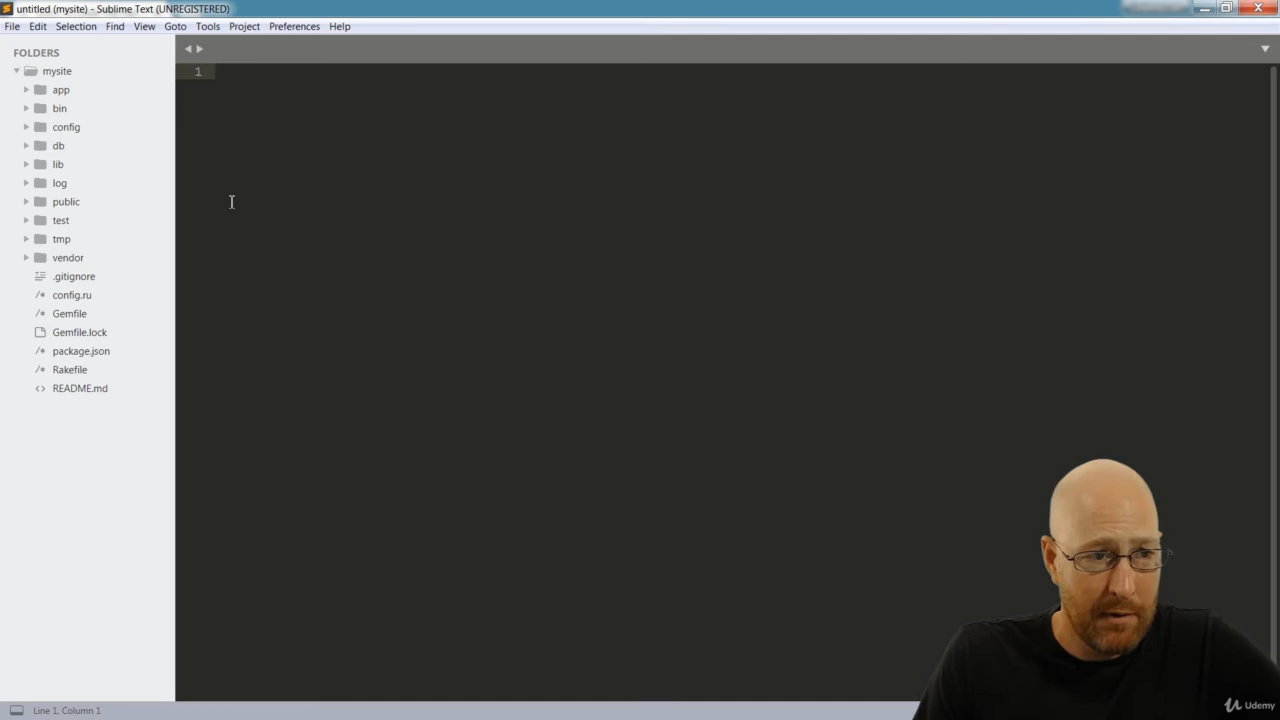 untitled (mysite) - Sublime Text (UNREGISTERED)
File Edit Selection Find View Goto Tools Project Preferences Help
FOLDERS
mysite
app
bin
config
db
lib
log
public
test
tmp
vendor
.gitignore
config.ru
Gemfile
Gemfile.lock
package.json
Rakefile
README.md
1
Line 1, Column 1
Udemy